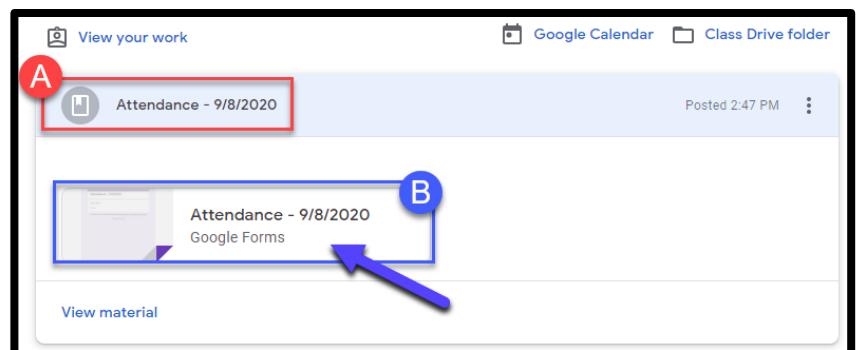 View your work
Google Calendar
Class Drive folder
A
Attendance - 9/8/2020
Posted 2:47 PM
B
Attendance - 9/8/2020
Google Forms
View material